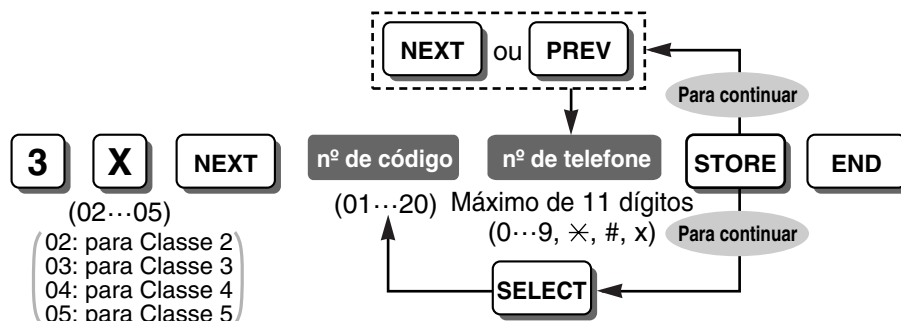 NEXT ou PREV
Para continuar
3 X NEXT nº de código nº de telefone STORE END
(02···05) (01···20) Máximo de 11 dígitos
(0···9, ✳, #, x) Para continuar
02: para Classe 2
03: para Classe 3
04: para Classe 4
05: para Classe 5
SELECT